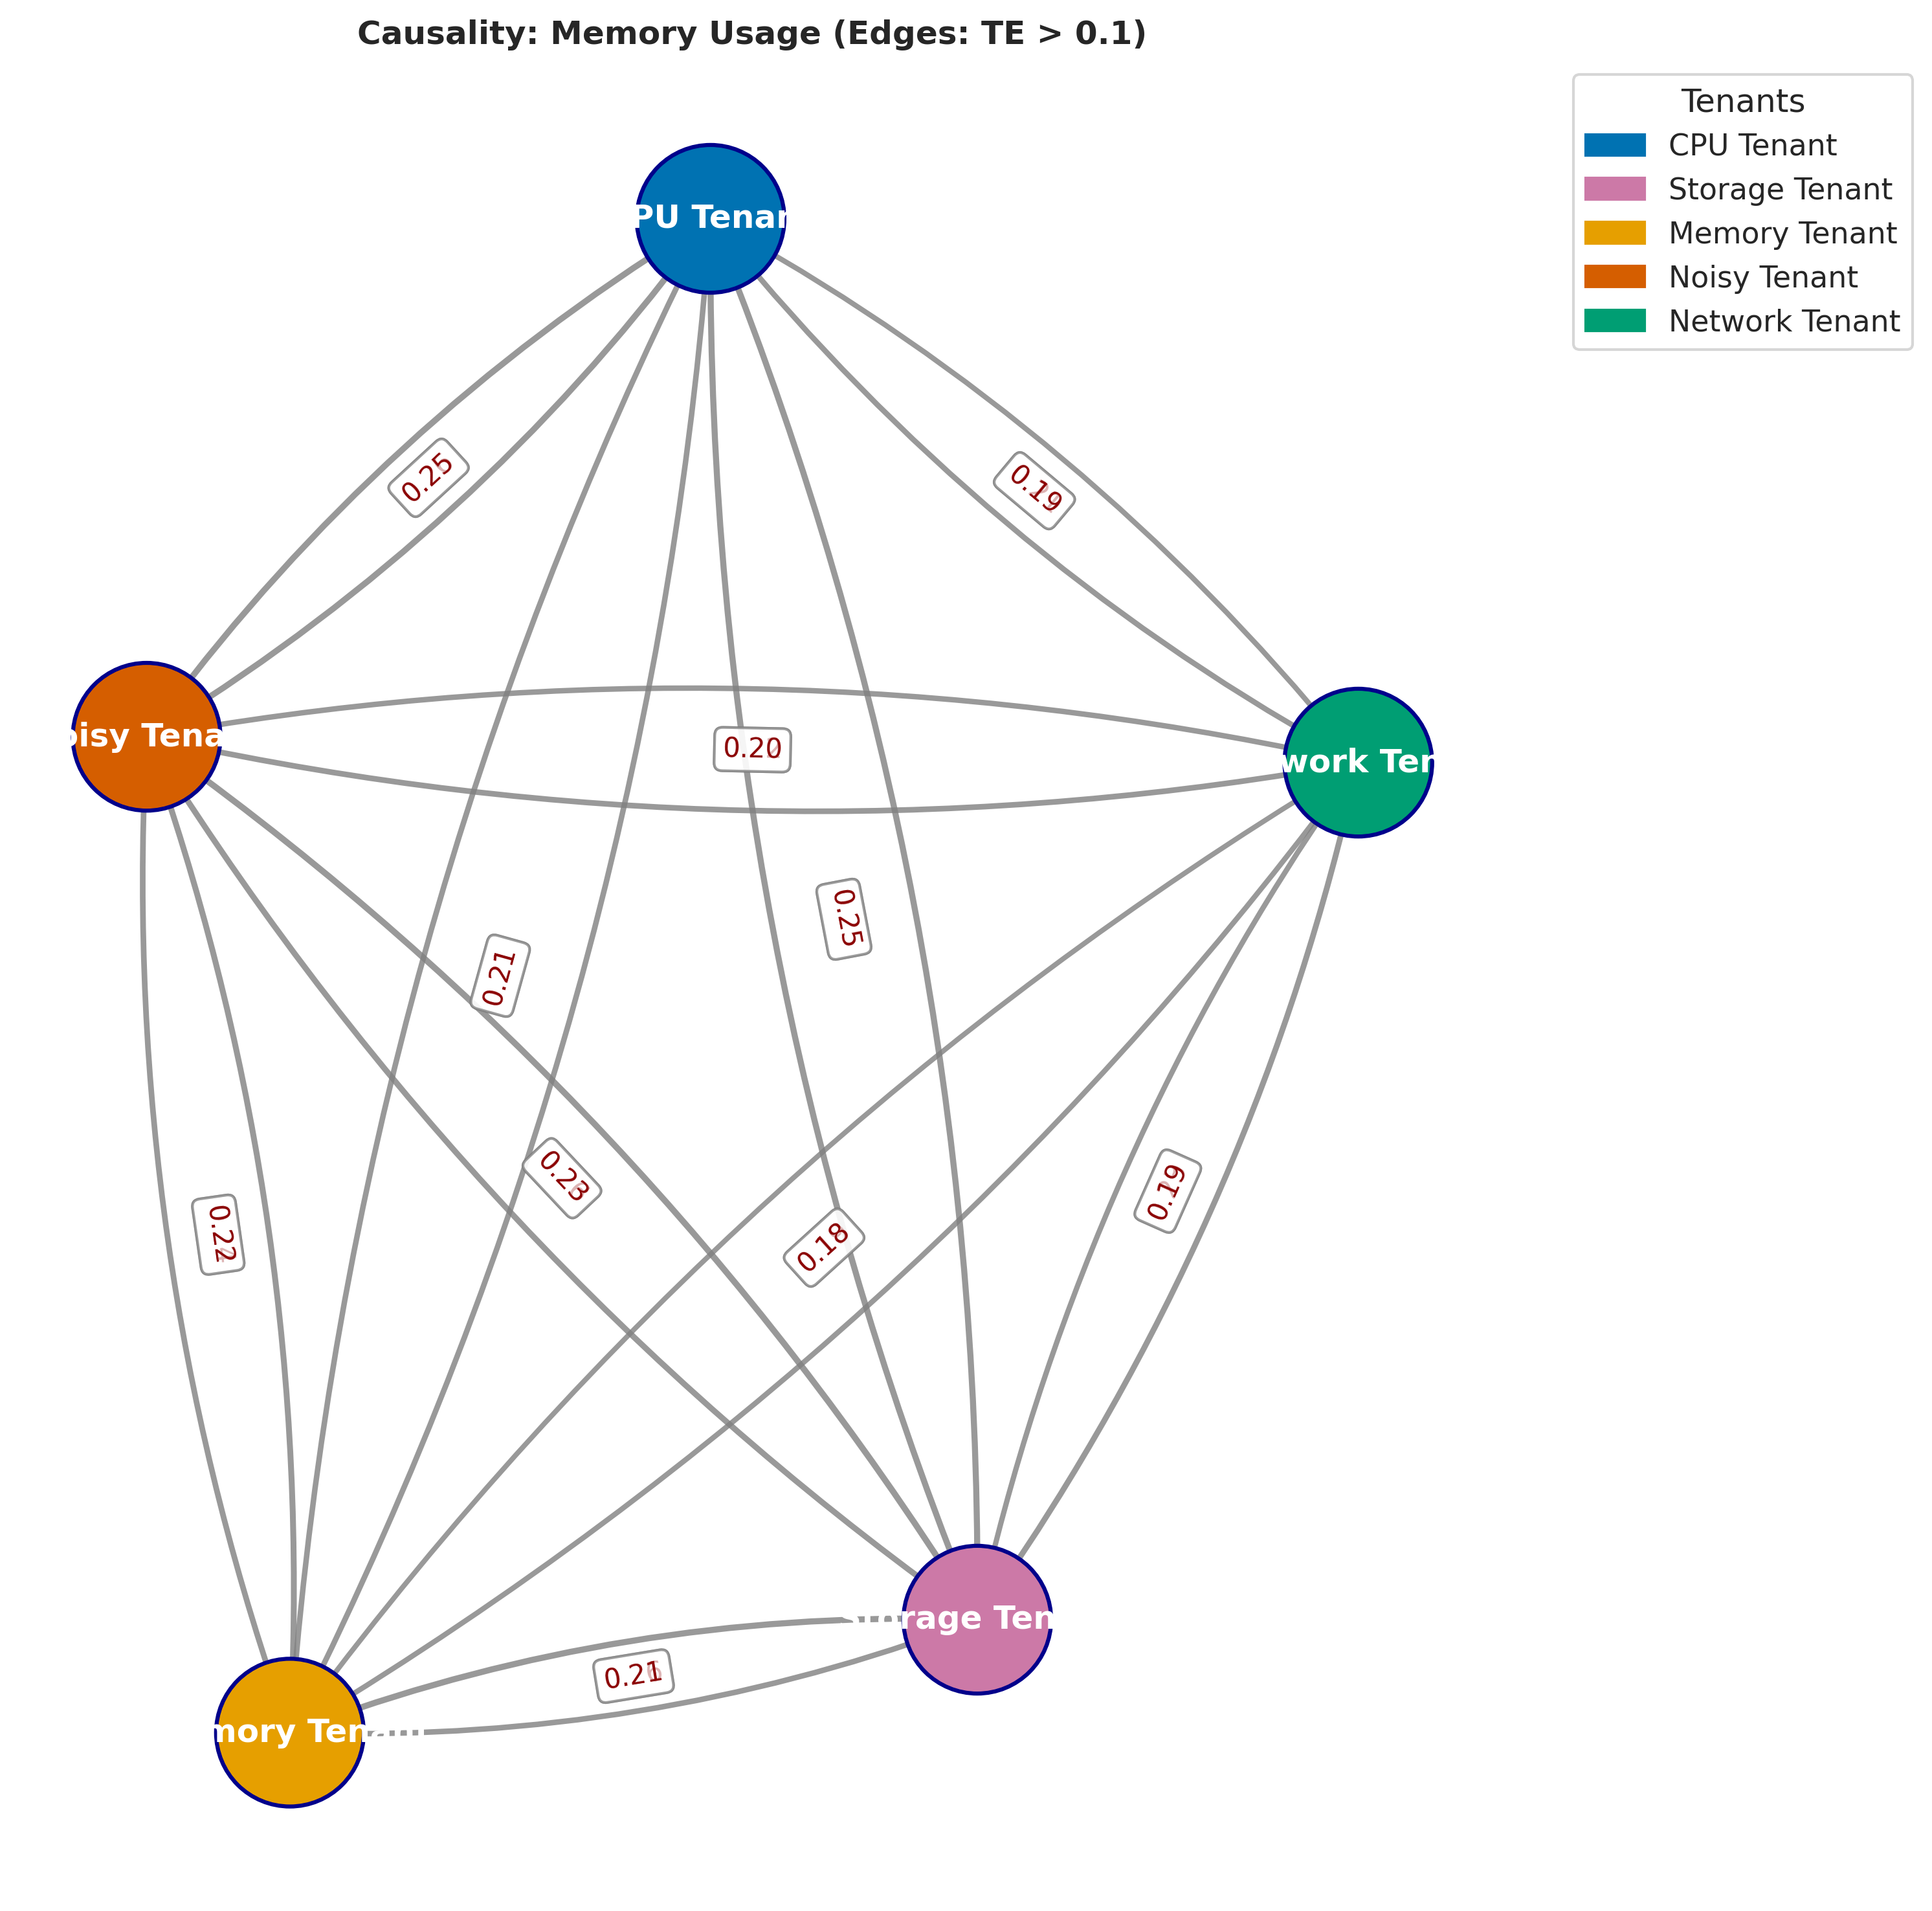 Causality: Memory Usage (Edges: TE > 0.1)
Tenants
CPU Tenant
Storage Tenant
Memory Tenant
Noisy Tenant
Network Tenant
PU Tenan
0.25
0.19
oisy Tena
0.20
work Ten
0.25
0.21
0.23
0.19
0.22
0.18
rage Ten
0.21
mory Ten